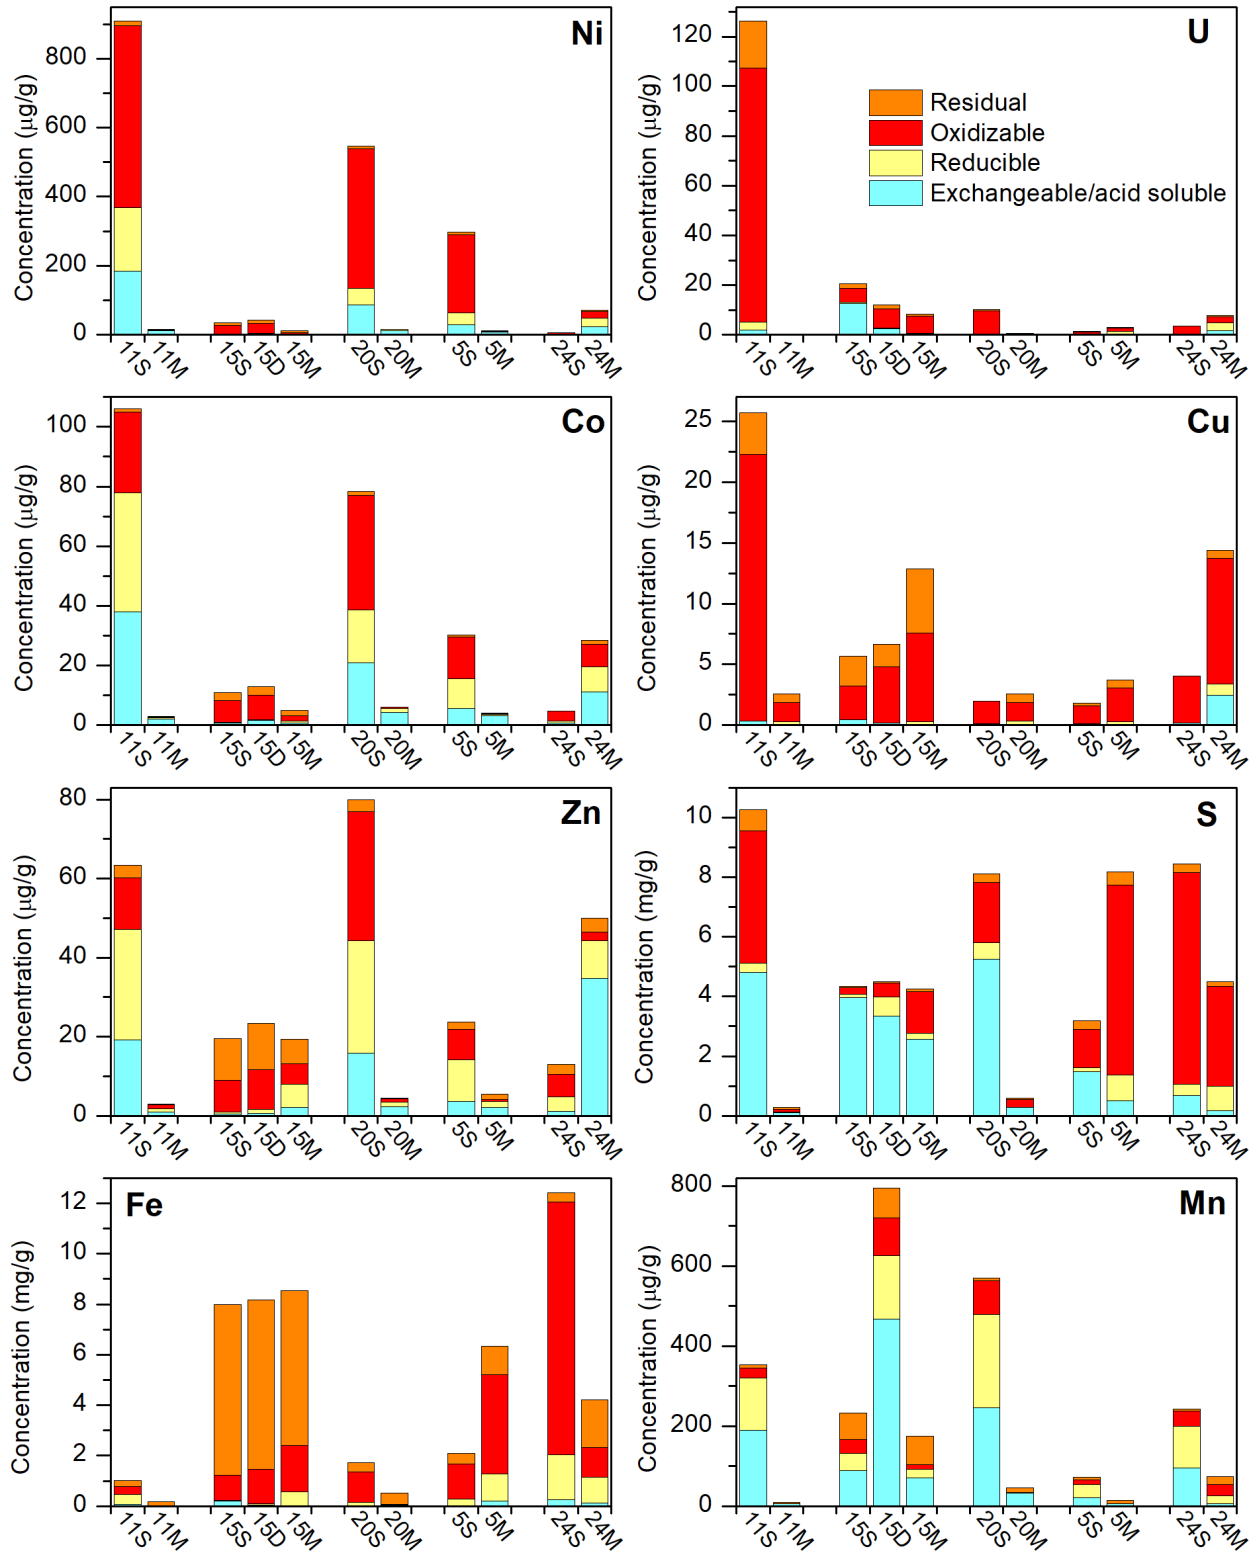 Ni
Concentration (µg/g)
800
600
400
200
0
11S 11M 15S 15D 15M 20S 20M 5S 5M 24S 24M
U
Concentration (µg/g)
120
100
80
60
40
20
0
Residual
Oxidizable
Reducible
Exchangeable/acid soluble
11S 11M 15S 15D 15M 20S 20M 5S 5M 24S 24M
Co
Concentration (µg/g)
100
80
60
40
20
0
11S 11M 15S 15D 15M 20S 20M 5S 5M 24S 24M
Cu
Concentration (µg/g)
25
20
15
10
5
0
11S 11M 15S 15D 15M 20S 20M 5S 5M 24S 24M
Zn
Concentration (µg/g)
80
60
40
20
0
11S 11M 15S 15D 15M 20S 20M 5S 5M 24S 24M
S
Concentration (mg/g)
10
8
6
4
2
0
11S 11M 15S 15D 15M 20S 20M 5S 5M 24S 24M
Fe
Concentration (mg/g)
12
10
8
6
4
2
0
11S 11M 15S 15D 15M 20S 20M 5S 5M 24S 24M
Mn
Concentration (µg/g)
800
600
400
200
0
11S 11M 15S 15D 15M 20S 20M 5S 5M 24S 24M